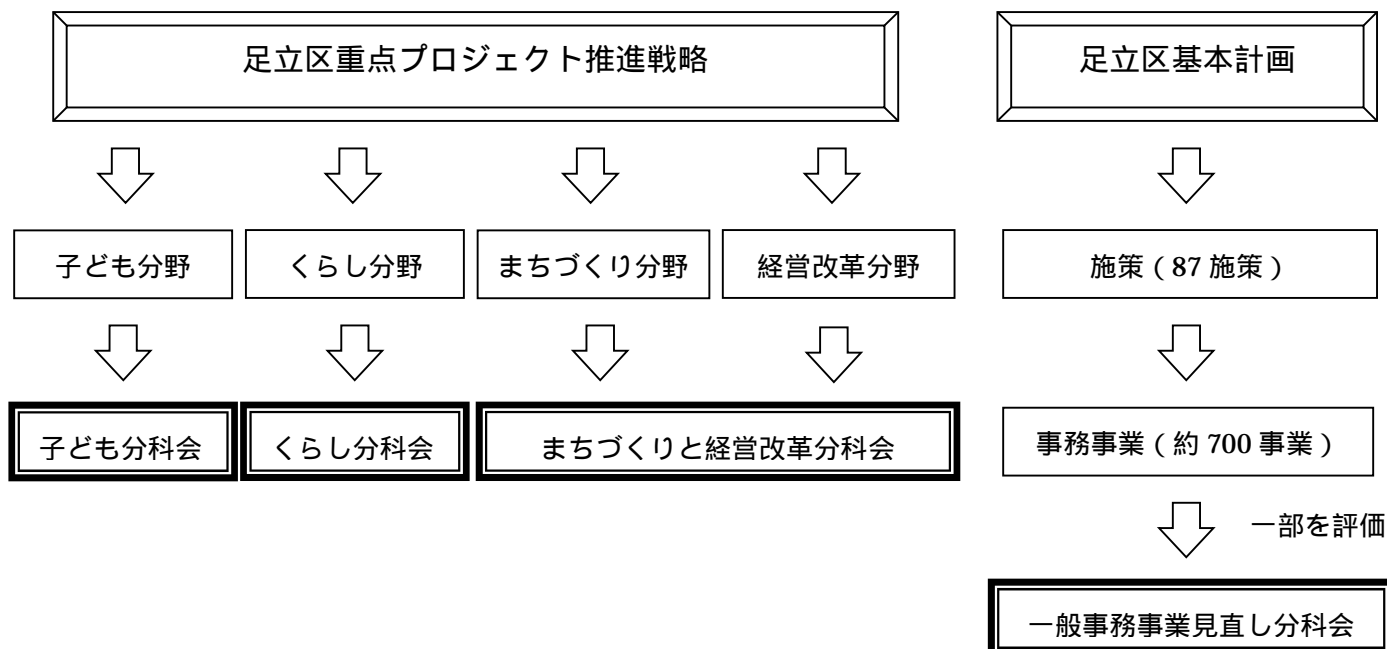 足立区重点プロジェクト推進戦略
足立区基本計画
子ども分野
くらし分野
まちづくり分野
経営改革分野
施策(87 施策)
子ども分科会
くらし分科会
まちづくりと経営改革分科会
事務事業(約 700 事業)
一部を評価
一般事務事業見直し分科会